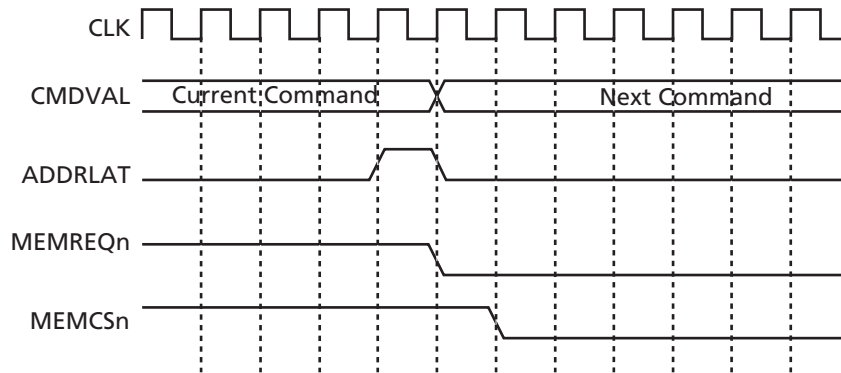 CLK
CMDVAL Current Command Next Command
ADDRLAT
MEMREQn
MEMCSn